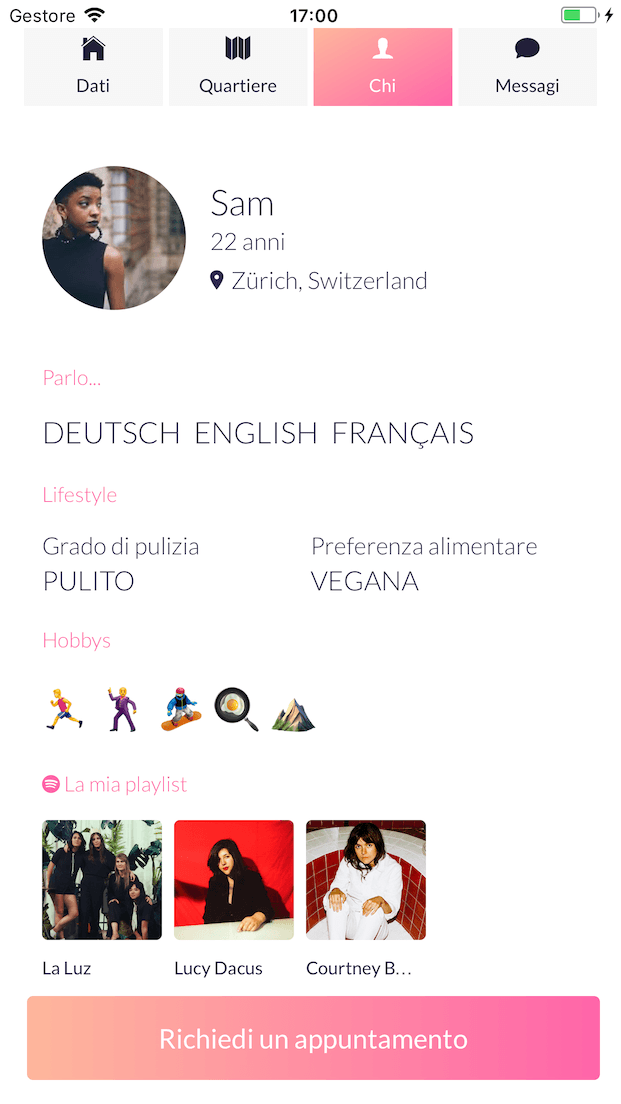 Gestore 17:00
Dati Quartiere Chi Messagi
Sam
22 anni
Zürich, Switzerland
Parlo...
DEUTSCH ENGLISH FRANÇAIS
Lifestyle
Grado di pulizia Preferenza alimentare
PULITO VEGANA
Hobbys
La mia playlist
La Luz Lucy Dacus Courtney B...
Richiedi un appuntamento